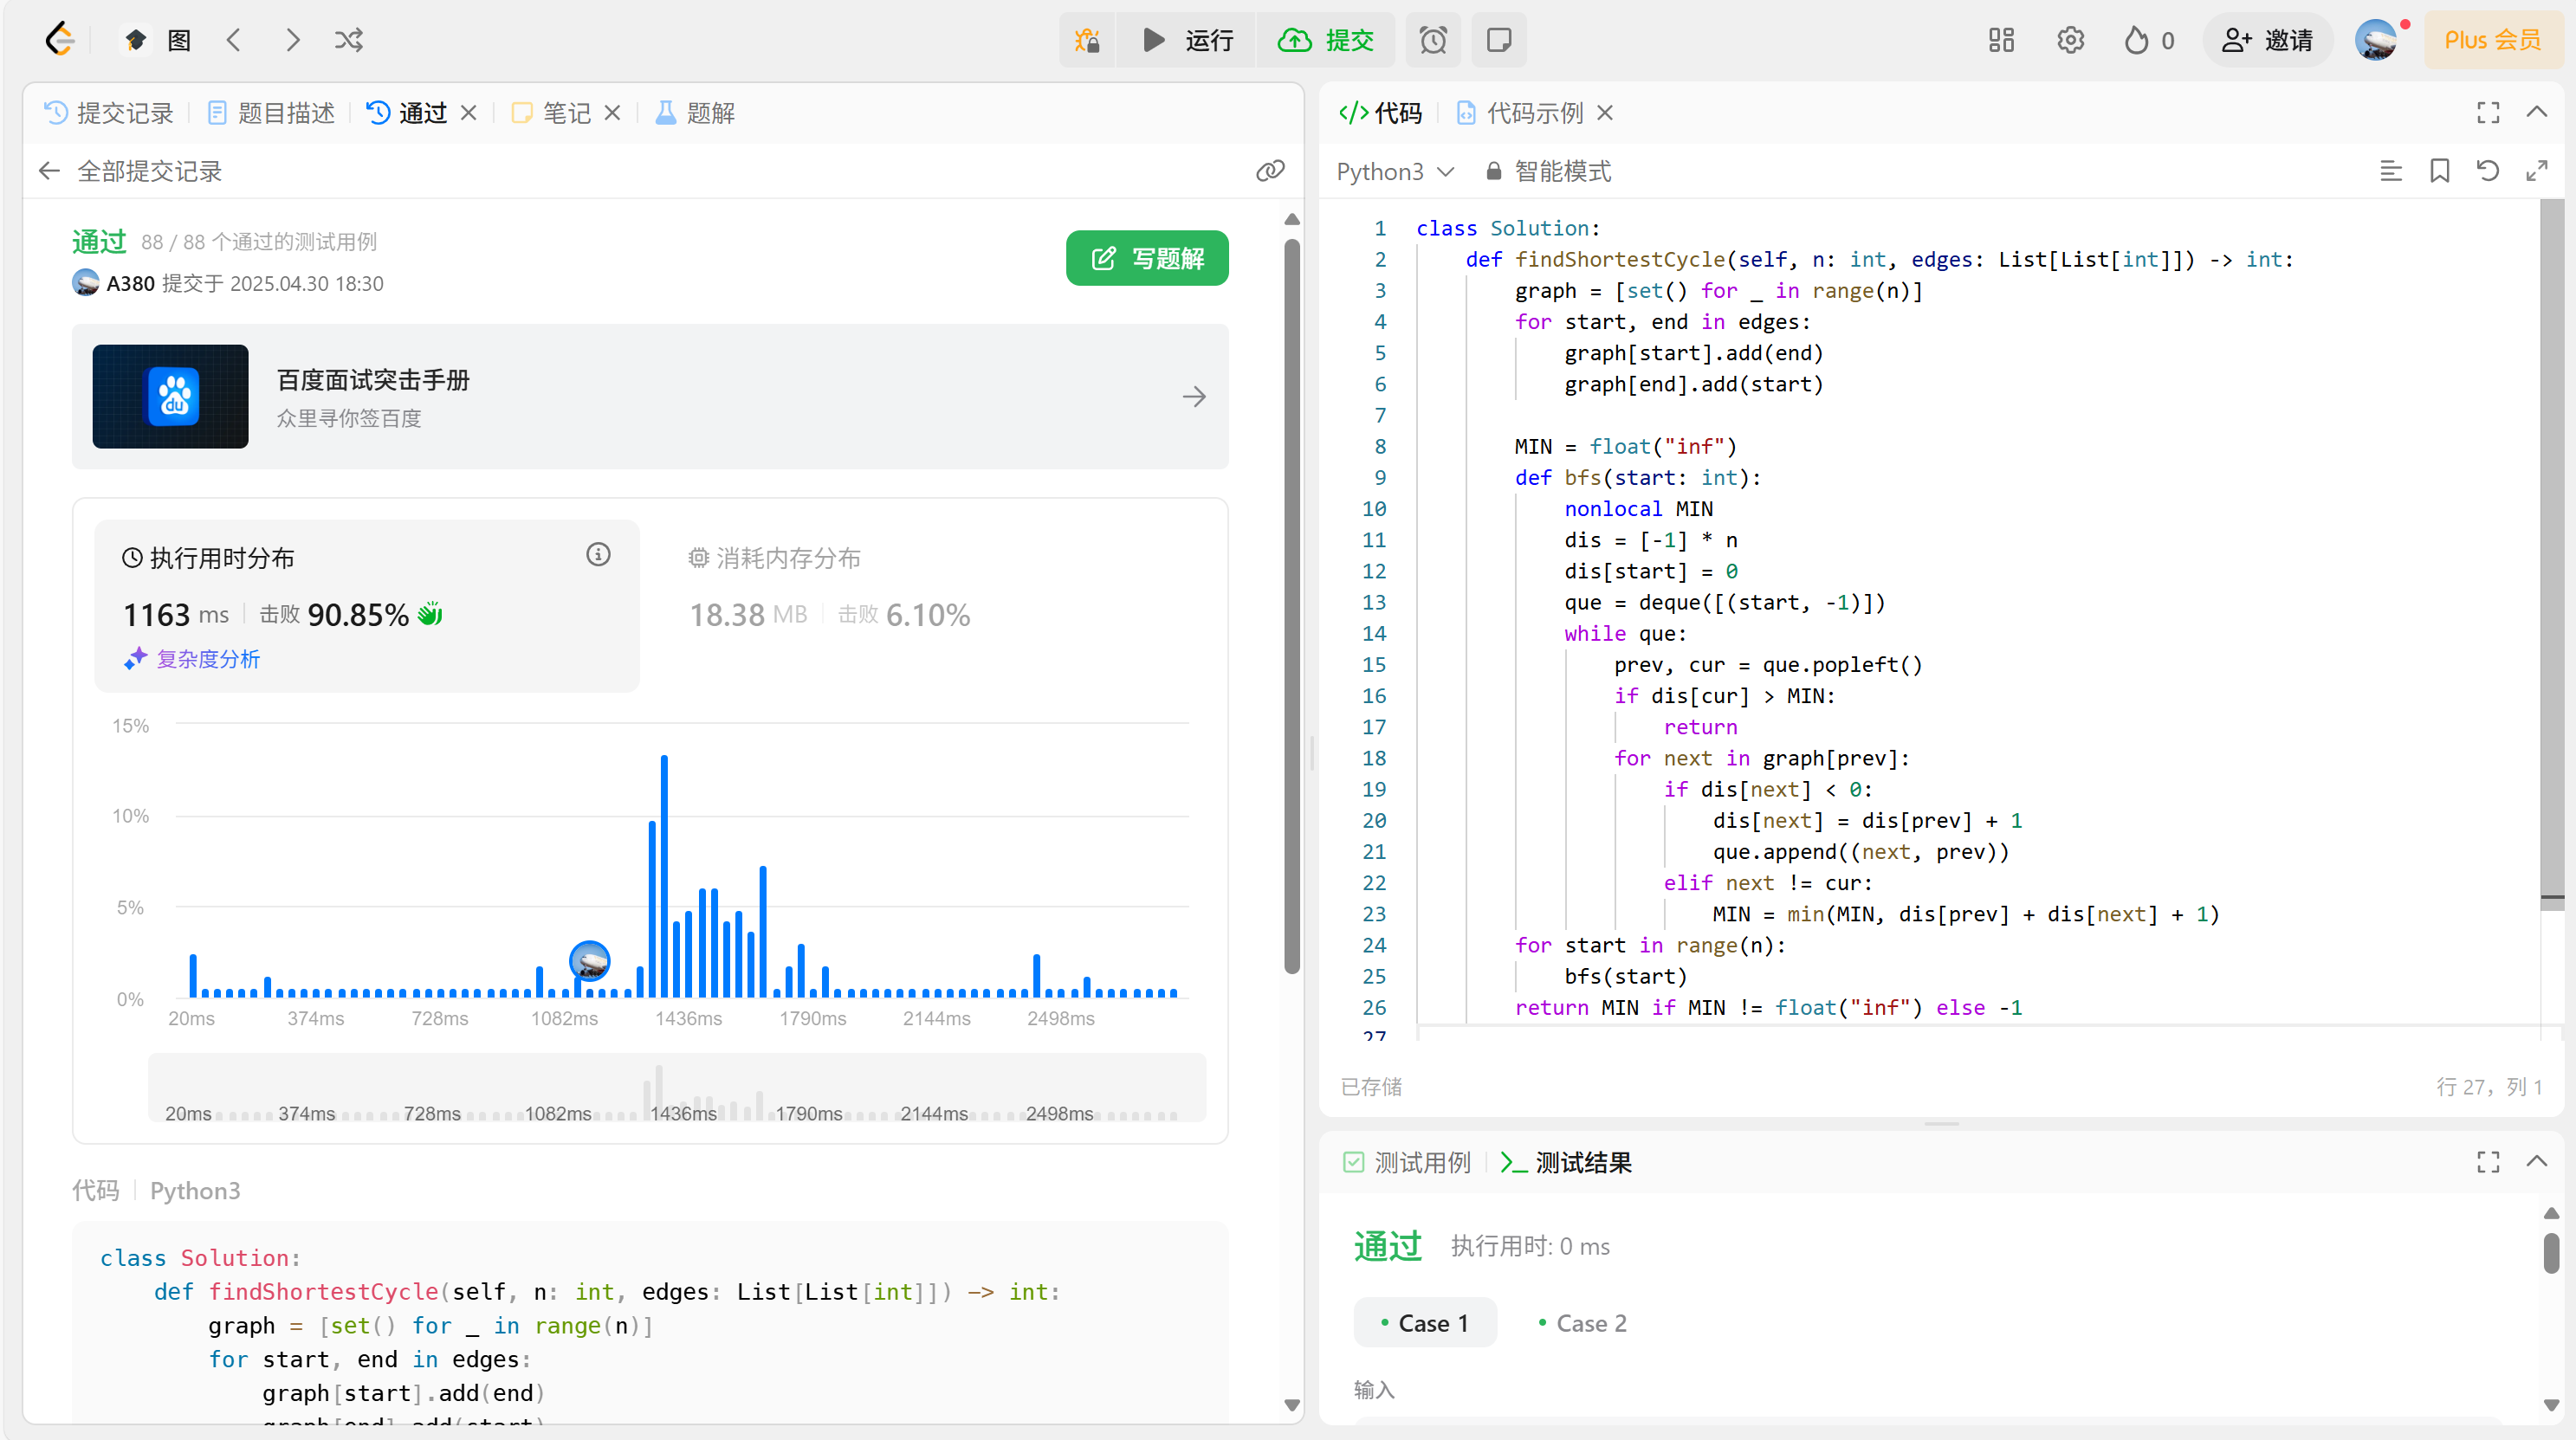 图
运行
提交
0
邀请
Plus 会员
提交记录
题目描述
通过
笔记
题解
全部提交记录
通过 88 / 88 个通过的测试用例
A380 提交于 2025.04.30 18:30
写题解
du
百度面试突击手册
众里寻你签百度
执行用时分布
1163 ms 击败 90.85%
复杂度分析
消耗内存分布
18.38 MB 击败 6.10%
15%
10%
5%
0%
20ms 374ms 728ms 1082ms 1436ms 1790ms 2144ms 2498ms
20ms 374ms 728ms 1082ms 1436ms 1790ms 2144ms 2498ms
代码 Python3
class Solution:
    def findShortestCycle(self, n: int, edges: List[List[int]]) -> int:
        graph = [set() for _ in range(n)]
        for start, end in edges:
            graph[start].add(end)
            graph[end].add(start)
代码
代码示例
Python3
智能模式
1 class Solution:
2     def findShortestCycle(self, n: int, edges: List[List[int]]) -> int:
3         graph = [set() for _ in range(n)]
4         for start, end in edges:
5             graph[start].add(end)
6             graph[end].add(start)
7
8         MIN = float("inf")
9         def bfs(start: int):
10             nonlocal MIN
11             dis = [-1] * n
12             dis[start] = 0
13             que = deque([(start, -1)])
14             while que:
15                 prev, cur = que.popleft()
16                 if dis[cur] > MIN:
17                     return
18                 for next in graph[prev]:
19                     if dis[next] < 0:
20                         dis[next] = dis[prev] + 1
21                         que.append((next, prev))
22                     elif next != cur:
23                         MIN = min(MIN, dis[prev] + dis[next] + 1)
24         for start in range(n):
25             bfs(start)
26         return MIN if MIN != float("inf") else -1
27
已存储
行 27，列 1
测试用例
测试结果
通过 执行用时: 0 ms
Case 1
Case 2
输入